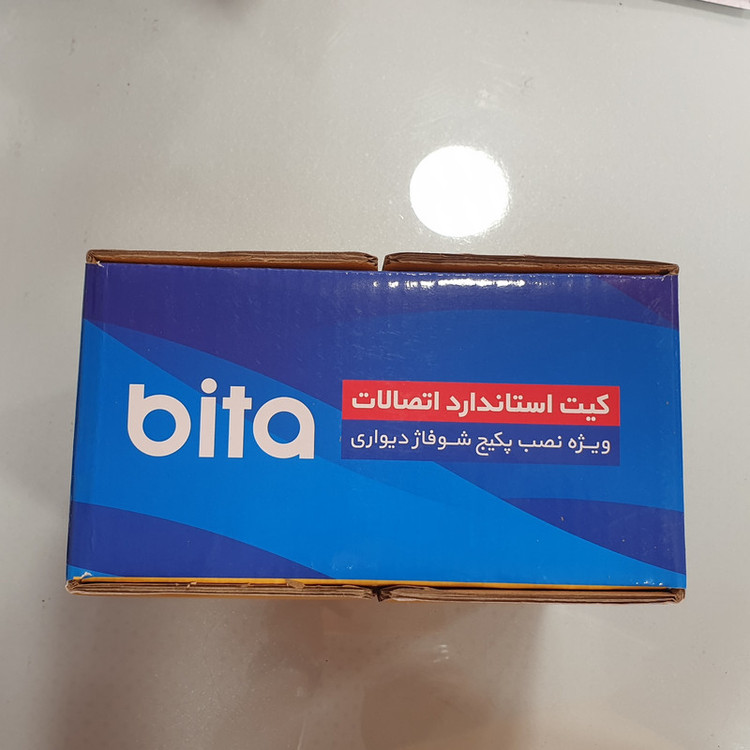 bita
کیت استاندارد اتصالات
ویژه نصب پکیج شوفاژ دیواری